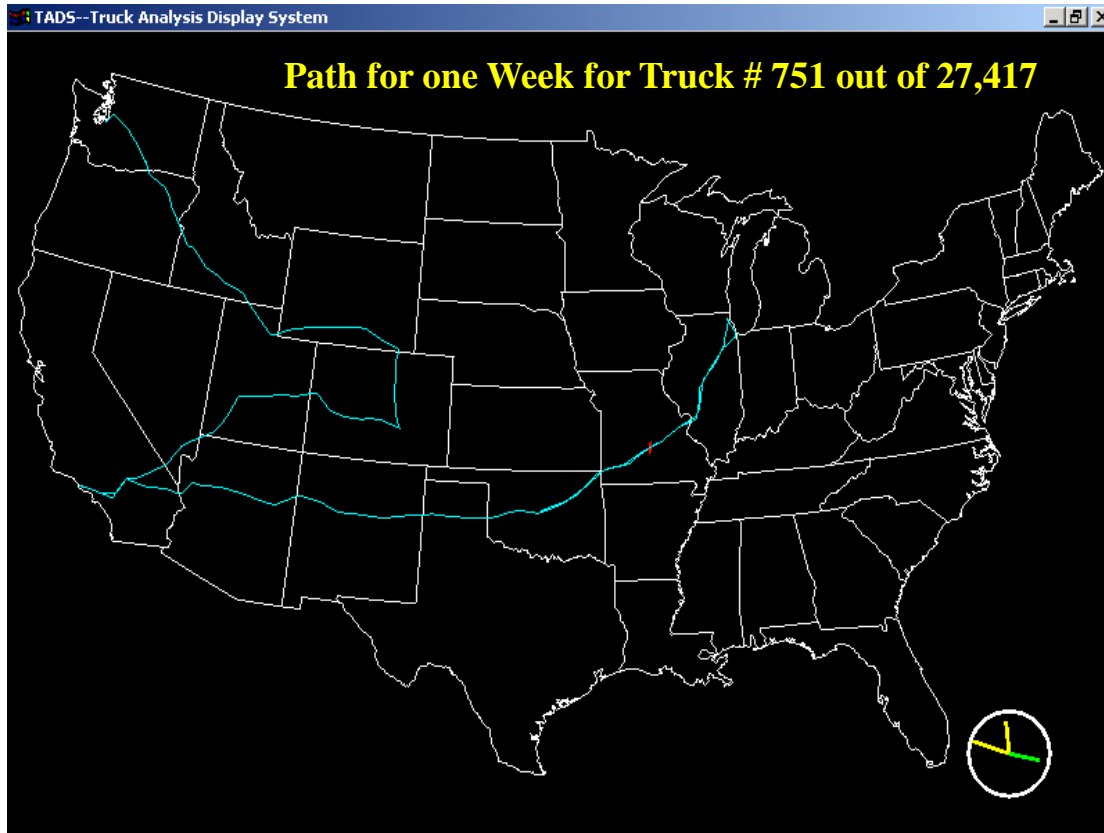 TADS--Truck Analysis Display System
Path for one Week for Truck # 751 out of 27,417